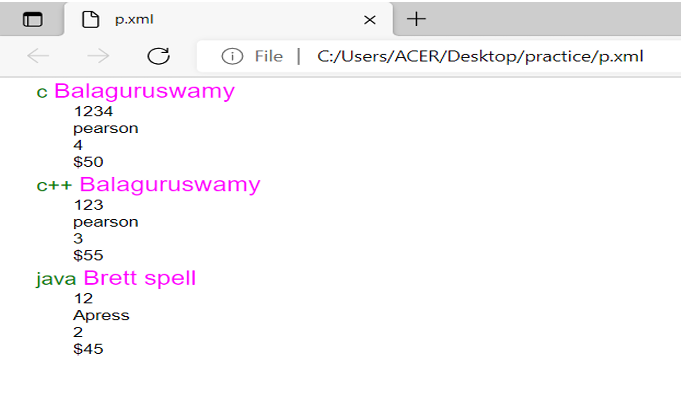 p.xml
File | C:/Users/ACER/Desktop/practice/p.xml
c Balaguruswamy
1234
pearson
4
$50
c++ Balaguruswamy
123
pearson
3
$55
java Brett spell
12
Apress
2
$45